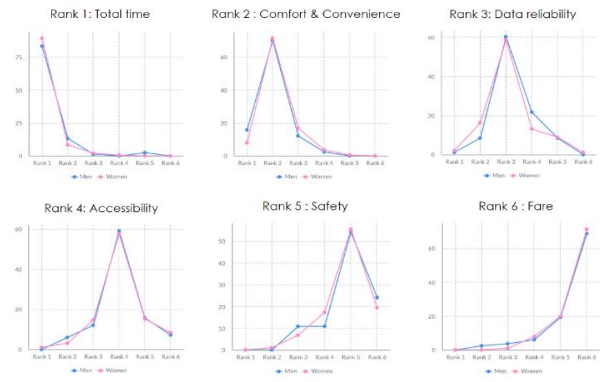 Rank 1: Total time
75
50
25
0
Rank 1 Rank 2 Rank 3 Rank 4 Rank 5 Rank 6
Men Women
Rank 2 : Comfort & Convenience
60
40
20
0
Rank 1 Rank 2 Rank 3 Rank 4 Rank 5 Rank 6
Men Women
Rank 3: Data reliability
60
40
20
0
Rank 1 Rank 2 Rank 3 Rank 4 Rank 5 Rank 6
Men Women
Rank 4: Accessibility
60
40
20
0
Rank 1 Rank 2 Rank 3 Rank 4 Rank 5 Rank 6
Men Women
Rank 5 : Safety
50
40
30
20
10
0
Rank 1 Rank 2 Rank 3 Rank 4 Rank 5 Rank 6
Men Women
Rank 6 : Fare
60
40
20
0
Rank 1 Rank 2 Rank 3 Rank 4 Rank 5 Rank 6
Men Women